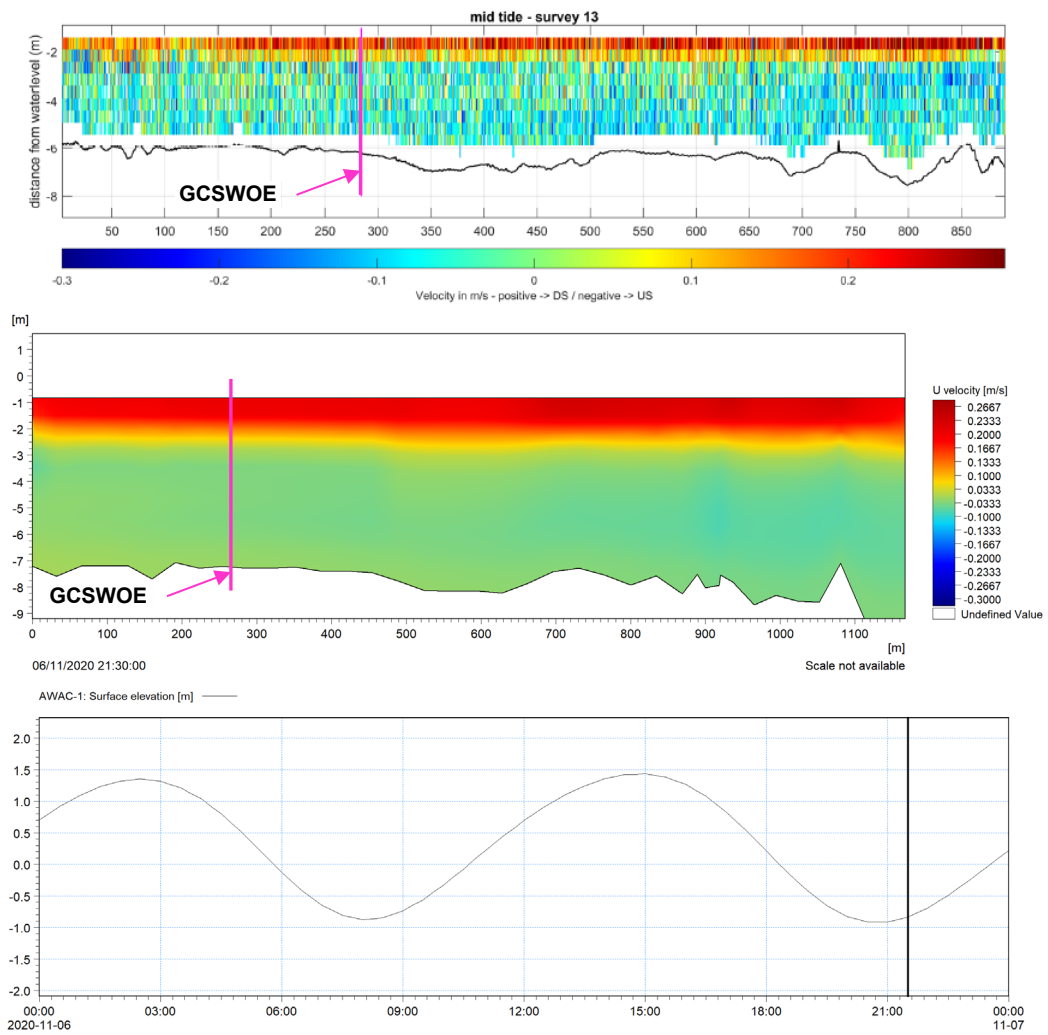 mid tide - survey 13
distance from waterlevel (m)
-2
-4
-6
-8
GCSWOE
50 100 150 200 250 300 350 400 450 500 550 600 650 700 750 800 850
-0.3 -0.2 -0.1 0 0.1 0.2
Velocity in m/s - positive -> DS / negative -> US
[m]
1
0
-1
-2
-3
-4
-5
-6
-7
-8
-9
GCSWOE
0 100 200 300 400 500 600 700 800 900 1000 1100
[m]
06/11/2020 21:30:00
Scale not available
U velocity [m/s]
0.2667
0.2333
0.2000
0.1667
0.1333
0.1000
0.0333
-0.0333
-0.1000
-0.1333
-0.1667
-0.2000
-0.2333
-0.2667
-0.3000
Undefined Value
AWAC-1: Surface elevation [m]
2.0
1.5
1.0
0.5
0.0
-0.5
-1.0
-1.5
-2.0
00:00 03:00 06:00 09:00 12:00 15:00 18:00 21:00 00:00
2020-11-06 11-07